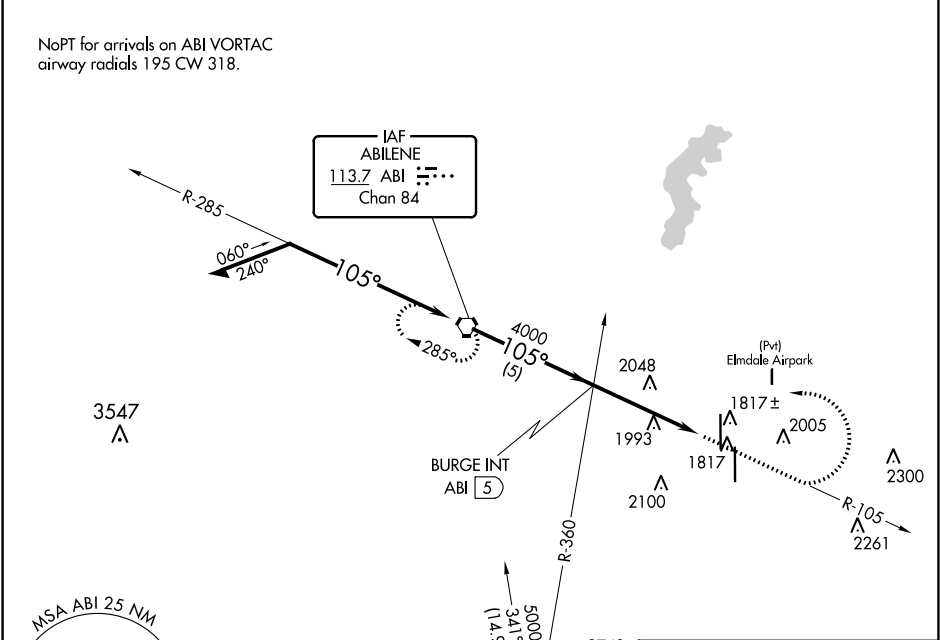 NoPT for arrivals on ABI VORTAC
airway radials 195 CW 318.
IAF
ABILENE
113.7 ABI
Chan 84
R-285
060°
240°
105°
285°
4000
105°
(5)
(Pvt)
Elmdale Airpark
2048
1817 ±
3547
1993
2005
1817
BURGE INT
ABI 5
2100
2300
R-105
2261
R-360
MSA ABI 25 NM
5000
341°